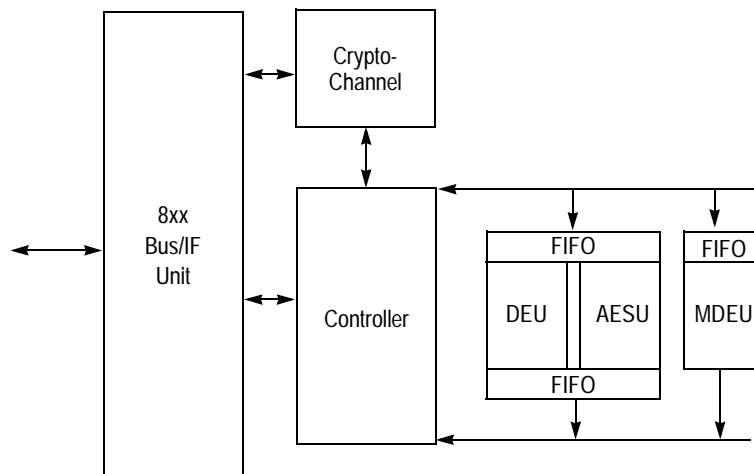 Crypto-
Channel
8xx
Bus/IF
Unit
Controller
FIFO
DEU
AESU
FIFO
FIFO
MDEU